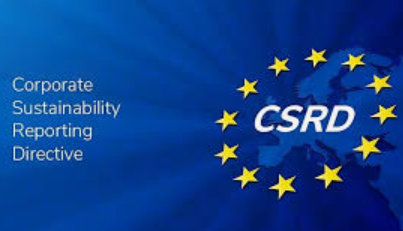 Corporate
Sustainability
Reporting
Directive
CSRD